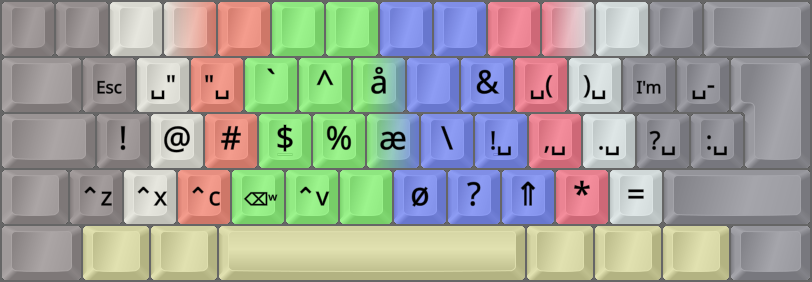 Esc ␣" "␣ ` ^ å & ␣( )␣ I'm ␣-
! @ # $ % æ \ !␣ ,␣ .␣ ?␣ :␣
^z ^x ^c ⌫w ^v ø ? ⇑ * =